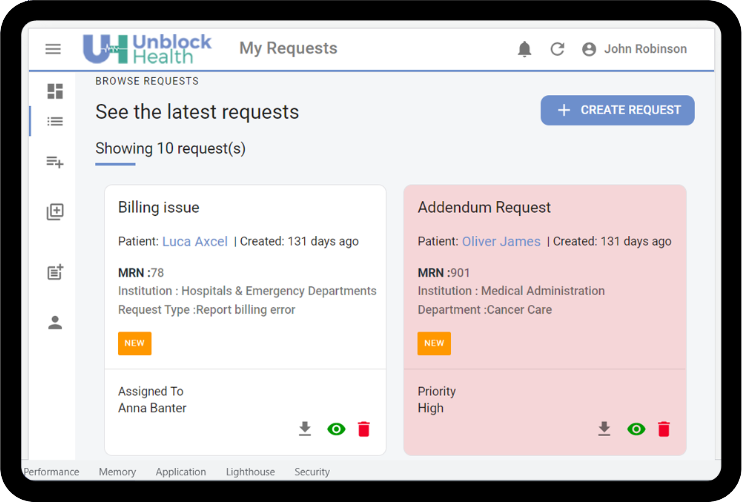 Unblock Health
My Requests
John Robinson
BROWSE REQUESTS
See the latest requests
+ CREATE REQUEST
Showing 10 request(s)
Billing issue
Patient: Luca Axcel | Created: 131 days ago
MRN :78
Institution : Hospitals & Emergency Departments
Request Type :Report billing error
NEW
Assigned To
Anna Banter
Addendum Request
Patient: Oliver James | Created: 131 days ago
MRN :901
Institution : Medical Administration
Department :Cancer Care
NEW
Priority
High
Performance Memory Application Lighthouse Security